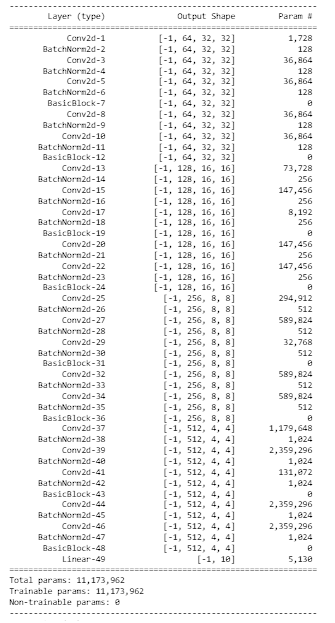 ----------------------------------------------------------------
Layer (type) Output Shape Param #
================================================================
Conv2d-1 [-1, 64, 32, 32] 1,728
BatchNorm2d-2 [-1, 64, 32, 32] 128
Conv2d-3 [-1, 64, 32, 32] 36,864
BatchNorm2d-4 [-1, 64, 32, 32] 128
Conv2d-5 [-1, 64, 32, 32] 36,864
BatchNorm2d-6 [-1, 64, 32, 32] 128
BasicBlock-7 [-1, 64, 32, 32] 0
Conv2d-8 [-1, 64, 32, 32] 36,864
BatchNorm2d-9 [-1, 64, 32, 32] 128
Conv2d-10 [-1, 64, 32, 32] 36,864
BatchNorm2d-11 [-1, 64, 32, 32] 128
BasicBlock-12 [-1, 64, 32, 32] 0
Conv2d-13 [-1, 128, 16, 16] 73,728
BatchNorm2d-14 [-1, 128, 16, 16] 256
Conv2d-15 [-1, 128, 16, 16] 147,456
BatchNorm2d-16 [-1, 128, 16, 16] 256
Conv2d-17 [-1, 128, 16, 16] 8,192
BatchNorm2d-18 [-1, 128, 16, 16] 256
BasicBlock-19 [-1, 128, 16, 16] 0
Conv2d-20 [-1, 128, 16, 16] 147,456
BatchNorm2d-21 [-1, 128, 16, 16] 256
Conv2d-22 [-1, 128, 16, 16] 147,456
BatchNorm2d-23 [-1, 128, 16, 16] 256
BasicBlock-24 [-1, 128, 16, 16] 0
Conv2d-25 [-1, 256, 8, 8] 294,912
BatchNorm2d-26 [-1, 256, 8, 8] 512
Conv2d-27 [-1, 256, 8, 8] 589,824
BatchNorm2d-28 [-1, 256, 8, 8] 512
Conv2d-29 [-1, 256, 8, 8] 32,768
BatchNorm2d-30 [-1, 256, 8, 8] 512
BasicBlock-31 [-1, 256, 8, 8] 0
Conv2d-32 [-1, 256, 8, 8] 589,824
BatchNorm2d-33 [-1, 256, 8, 8] 512
Conv2d-34 [-1, 256, 8, 8] 589,824
BatchNorm2d-35 [-1, 256, 8, 8] 512
BasicBlock-36 [-1, 256, 8, 8] 0
Conv2d-37 [-1, 512, 4, 4] 1,179,648
BatchNorm2d-38 [-1, 512, 4, 4] 1,024
Conv2d-39 [-1, 512, 4, 4] 2,359,296
BatchNorm2d-40 [-1, 512, 4, 4] 1,024
Conv2d-41 [-1, 512, 4, 4] 131,072
BatchNorm2d-42 [-1, 512, 4, 4] 1,024
BasicBlock-43 [-1, 512, 4, 4] 0
Conv2d-44 [-1, 512, 4, 4] 2,359,296
BatchNorm2d-45 [-1, 512, 4, 4] 1,024
Conv2d-46 [-1, 512, 4, 4] 2,359,296
BatchNorm2d-47 [-1, 512, 4, 4] 1,024
BasicBlock-48 [-1, 512, 4, 4] 0
Linear-49 [-1, 10] 5,130
================================================================
Total params: 11,173,962
Trainable params: 11,173,962
Non-trainable params: 0
----------------------------------------------------------------